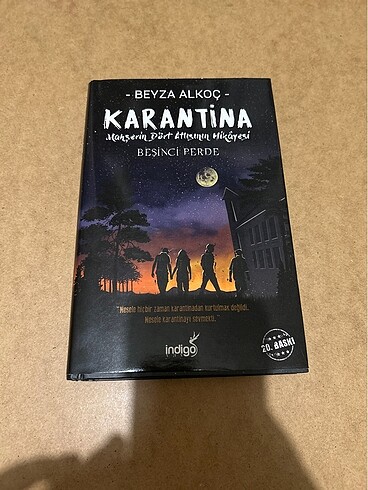 - BEYZA ALKOÇ -
KARANTİNA
Mahşerin Dört Atlısının Hikâyesi
BEŞİNCİ PERDE
"Mesele hiçbir zaman karantinadan kurtulmak değildi.
Mesele karantinayı sevmekti."
indigo
20. BASKI